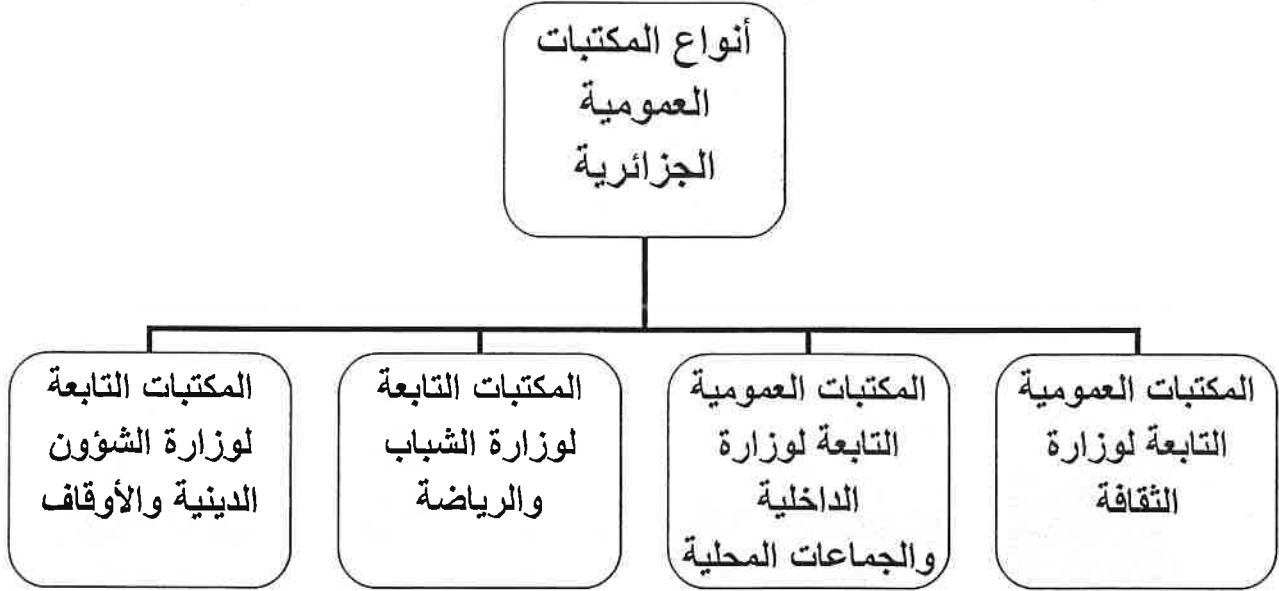 أنواع المكتبات
العمومية
الجزائرية
المكتبات العمومية
التابعة لوزارة
الثقافة
المكتبات العمومية
التابعة لوزارة
الداخلية
والجماعات المحلية
المكتبات التابعة
لوزارة الشباب
والرياضة
المكتبات التابعة
لوزارة الشؤون
الدينية والأوقاف